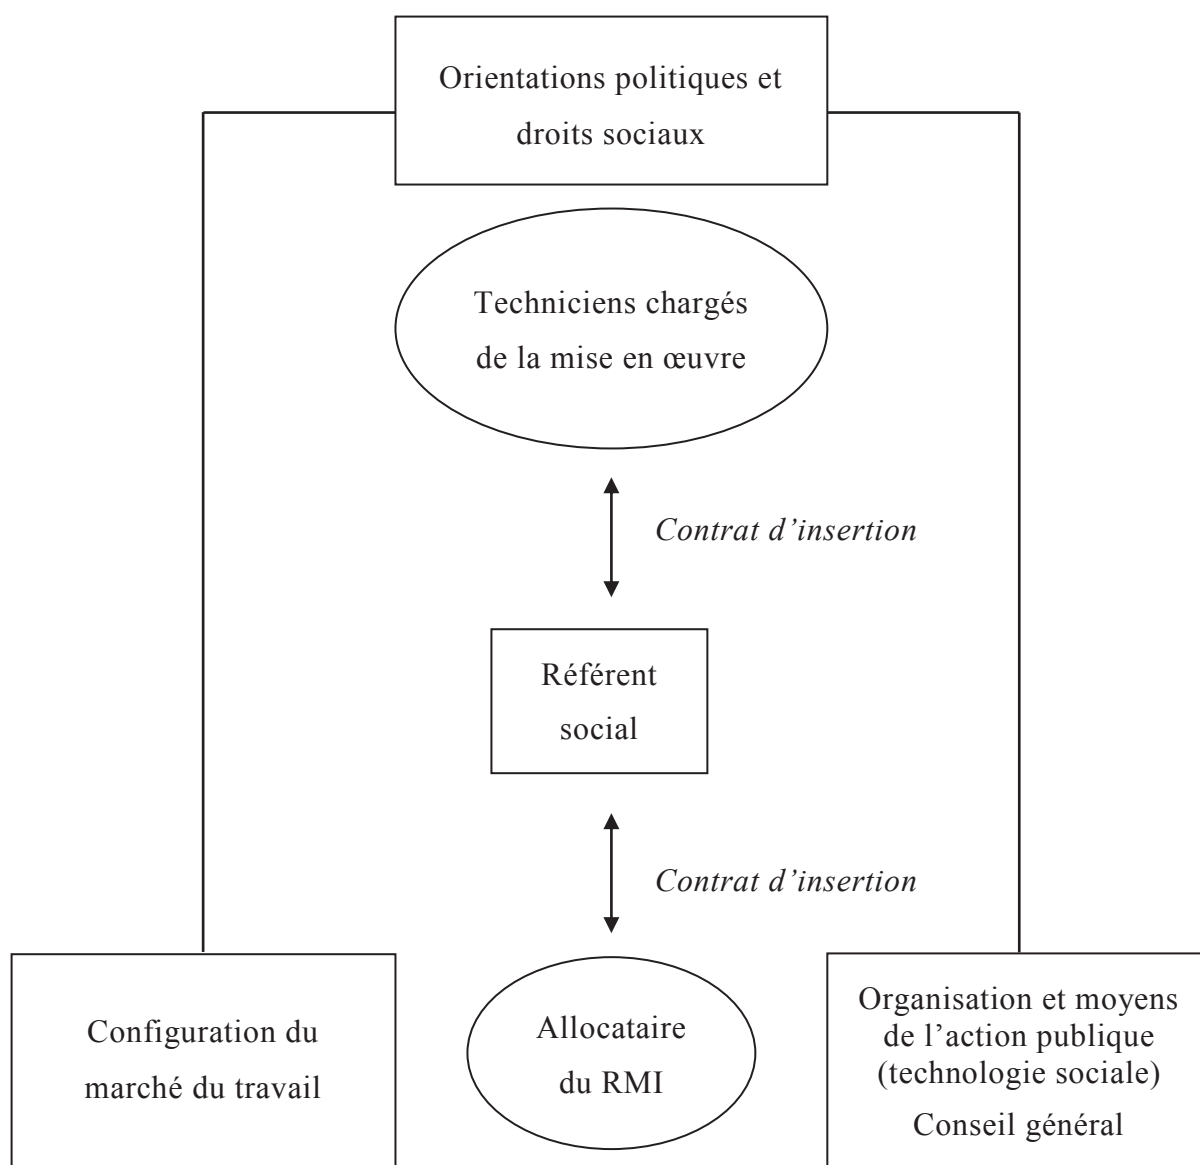 Orientations politiques et
droits sociaux
Techniciens chargés
de la mise en œuvre
Contrat d’insertion
Référent
social
Contrat d’insertion
Configuration du
marché du travail
Allocataire
du RMI
Organisation et moyens
de l’action publique
(technologie sociale)
Conseil général